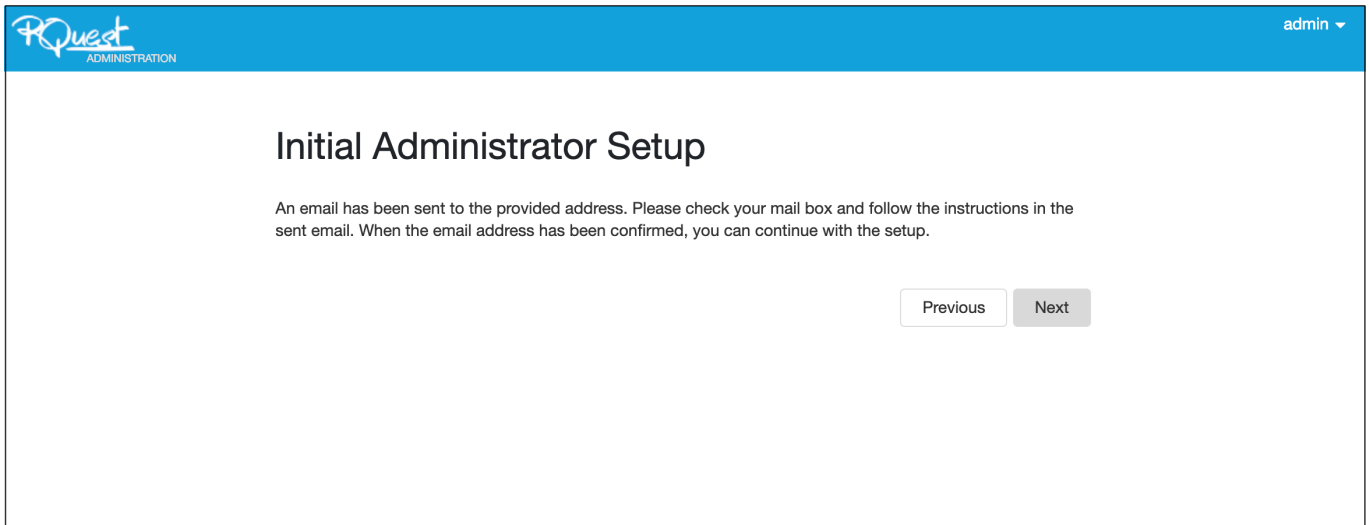 RQuest
ADMINISTRATION
admin
Initial Administrator Setup
An email has been sent to the provided address. Please check your mail box and follow the instructions in the
sent email. When the email address has been confirmed, you can continue with the setup.
Previous Next